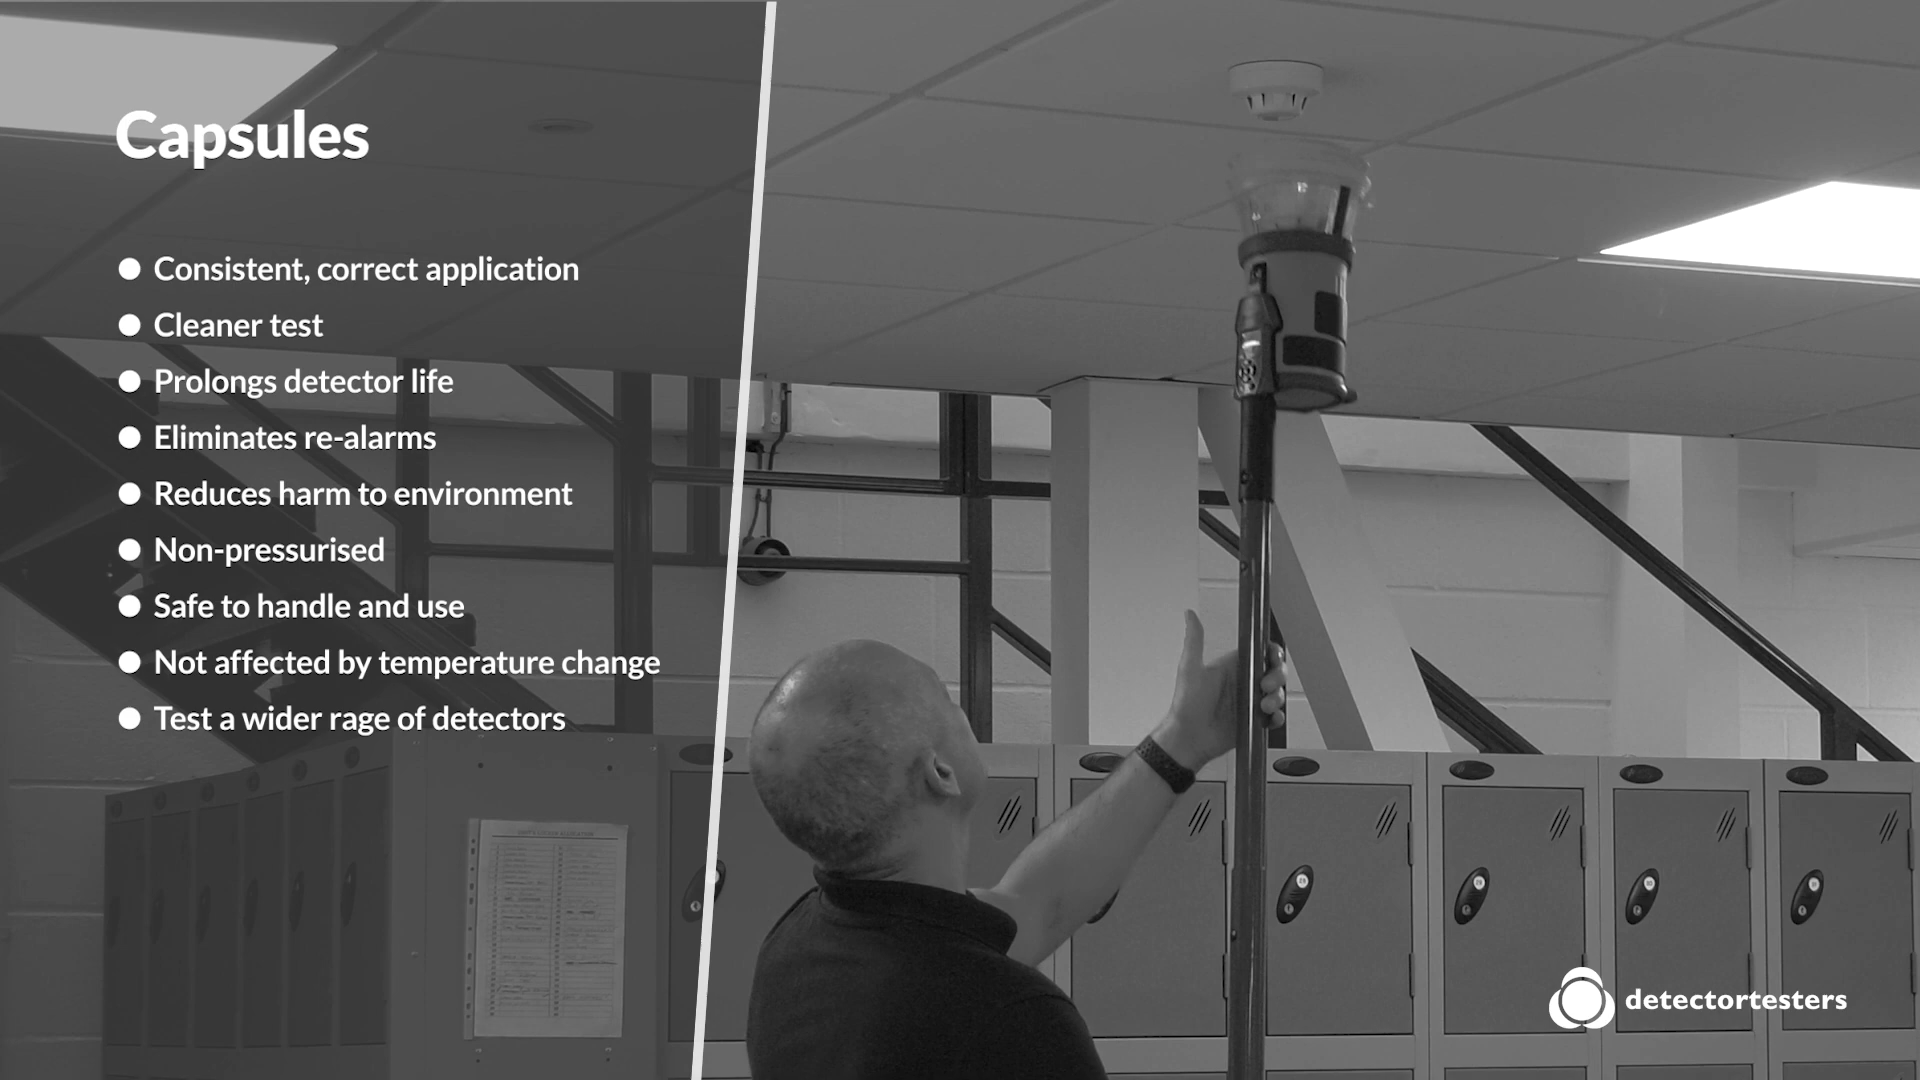 Capsules
Consistent, correct application
Cleaner test
Prolongs detector life
Eliminates re-alarms
Reduces harm to environment
Non-pressurised
Safe to handle and use
Not affected by temperature change
Test a wider rage of detectors
detectortesters